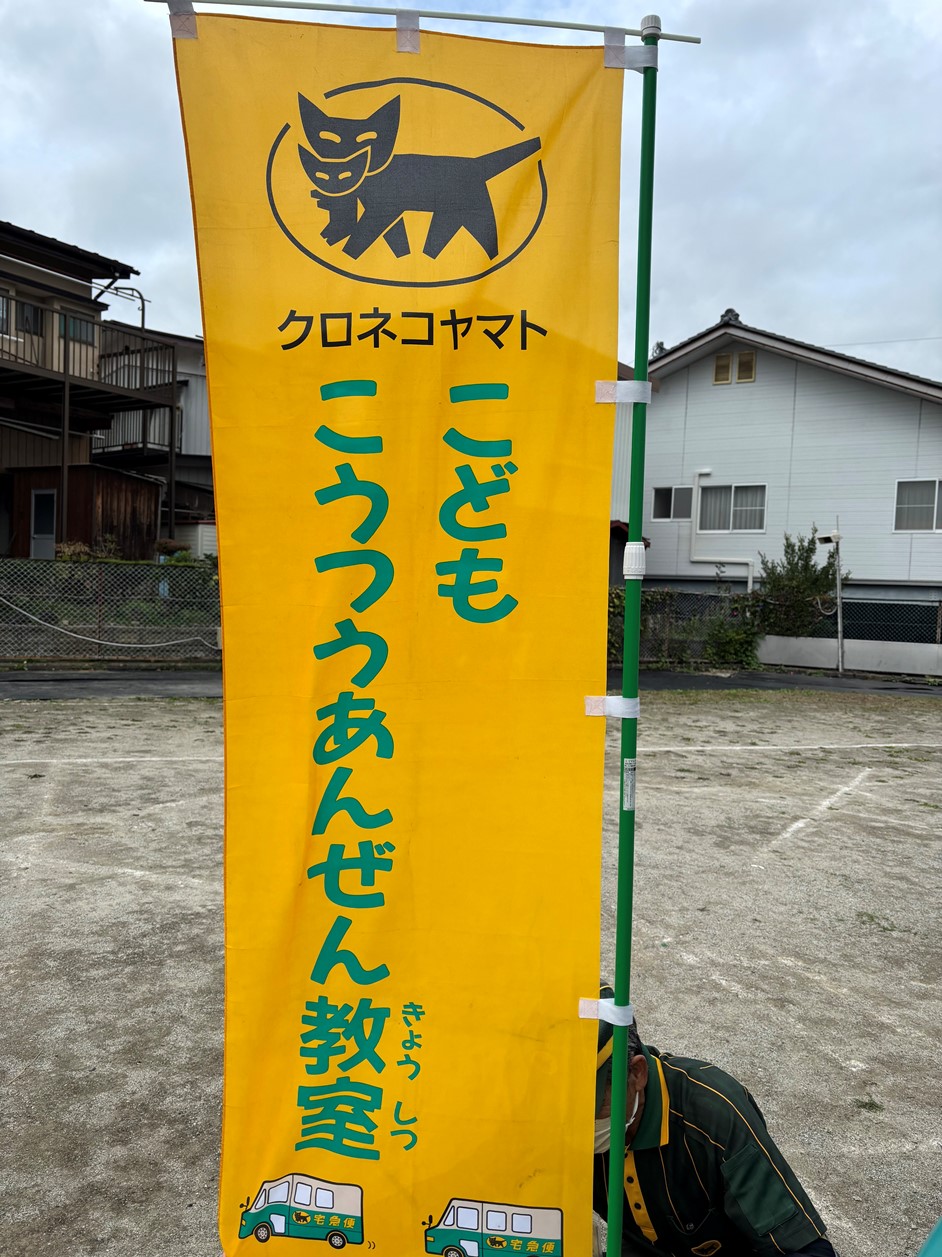 クロネコヤマト
こども
こうつうあんぜん教室
きょうしつ
宅急便
宅急便